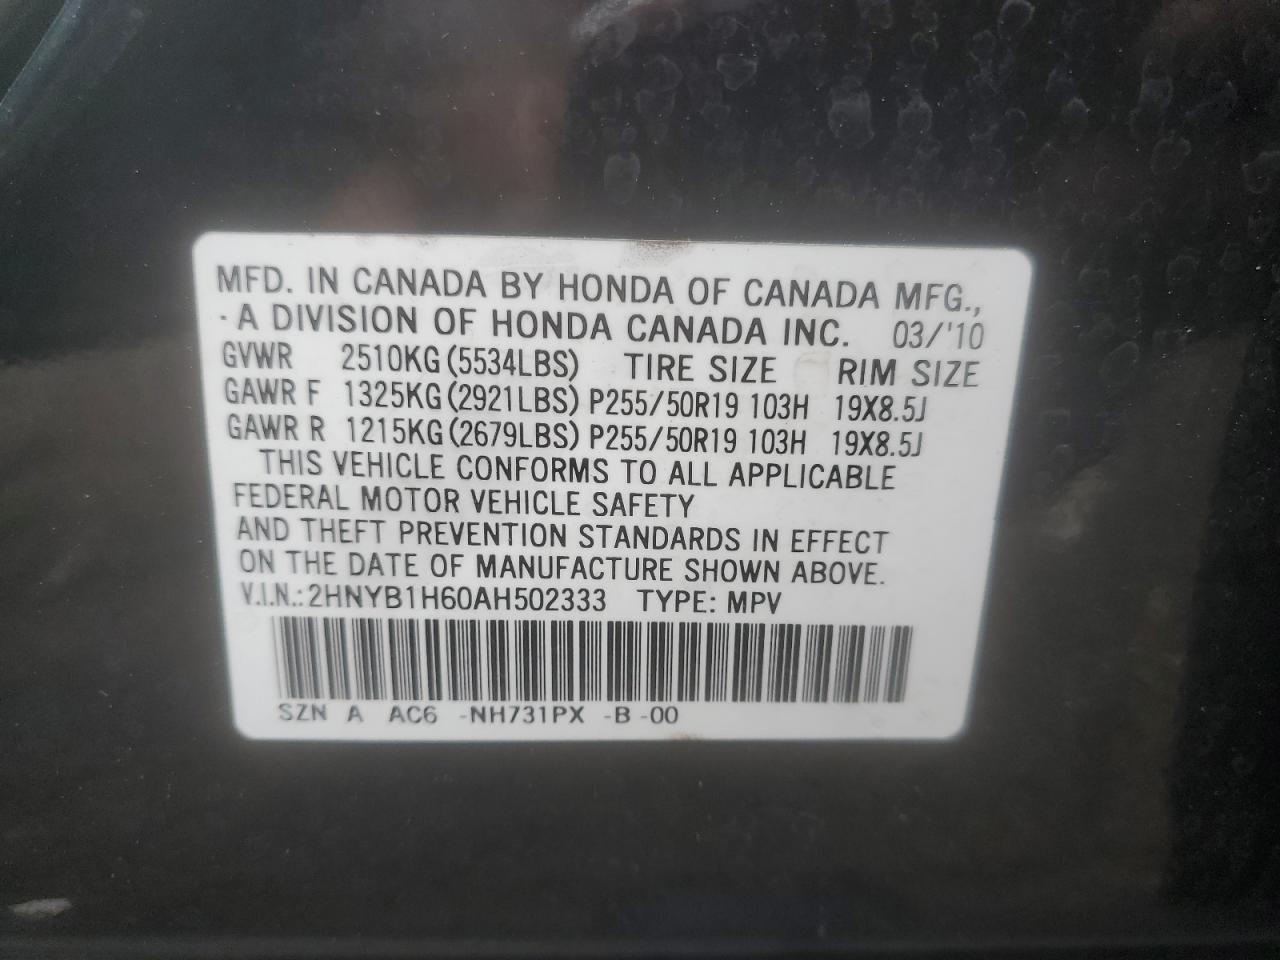 MFD. IN CANADA BY HONDA OF CANADA MFG.,
A DIVISION OF HONDA CANADA INC. 03/'10
GVWR 2510KG (5534LBS) TIRE SIZE RIM SIZE
GAWR F 1325KG (2921LBS) P255/50R19 103H 19X8.5J
GAWR R 1215KG (2679LBS) P255/50R19 103H 19X8.5J
THIS VEHICLE CONFORMS TO ALL APPLICABLE
FEDERAL MOTOR VEHICLE SAFETY
AND THEFT PREVENTION STANDARDS IN EFFECT
ON THE DATE OF MANUFACTURE SHOWN ABOVE.
V.I.N.: 2HNYB1H60AH502333 TYPE: MPV
SZN A AC6 -NH731PX -B -00